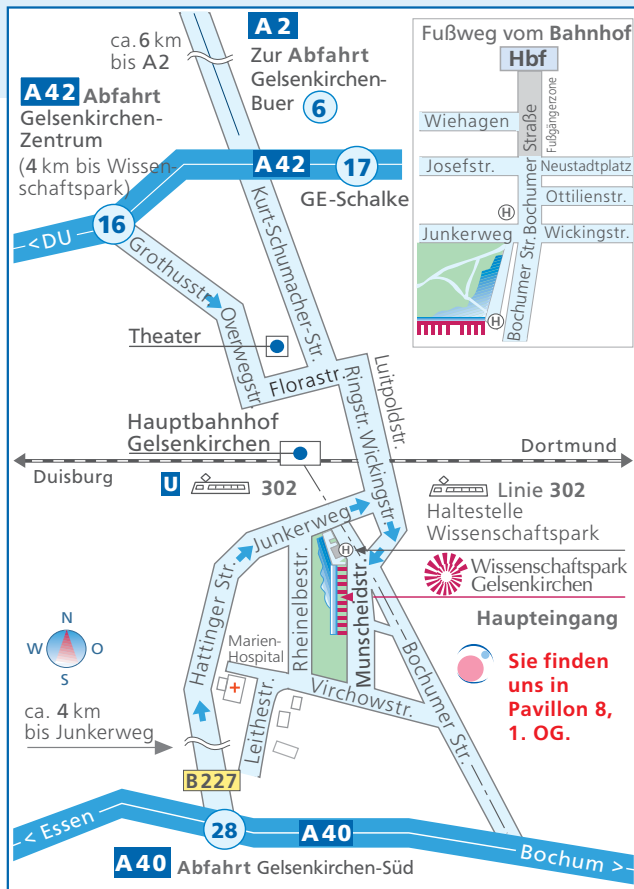 ca. 6 km
bis A2
A 2
Zur Abfahrt
Gelsenkirchen-
Buer 6
A 42 Abfahrt
Gelsenkirchen-
Zentrum
(4 km bis Wissen-
schaftspark)
A 42
17
GE-Schalke
16
< DU
Grothusstr.
Overwegstr.
Kurt-Schumacher-Str.
Theater
Florastr.
Ringstr.
Luitpoldstr.
Wickingstr.
Hauptbahnhof
Gelsenkirchen
Duisburg
Dortmund
U 302
Linie 302
Haltestelle
Wissenschaftspark
H
Wissenschaftspark
Gelsenkirchen
Haupteingang
Sie finden
uns in
Pavillon 8,
1. OG.
Junkerweg
Hattinger Str.
Rheinelbestr.
Munscheidstr.
Bochumer Str.
Marien-
Hospital
Leithestr.
Virchowstr.
N
W O
S
ca. 4 km
bis Junkerweg
B 227
28
< Essen
A 40
Bochum >
A 40 Abfahrt Gelsenkirchen-Süd
Fußweg vom Bahnhof
Hbf
Fußgängerzone
Bochumer Straße
Wiehagen
Josefstr.
Neustadtplatz
Ottilienstr.
H
Junkerweg
Wickingstr.
Bochumer Str.
H